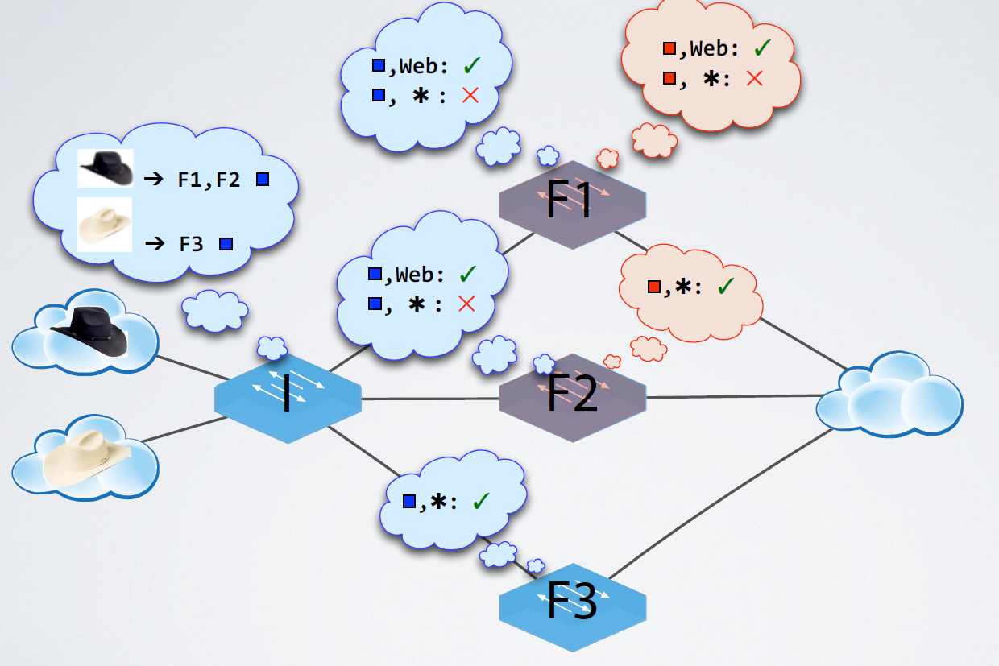 ■,Web: ✓
■, ✱ : ✕
■,Web: ✓
■, ✱: ✕
➔ F1,F2 ■
➔ F3 ■
F1
■,Web: ✓
■, ✱ : ✕
■,✱: ✓
I
F2
■,✱: ✓
F3